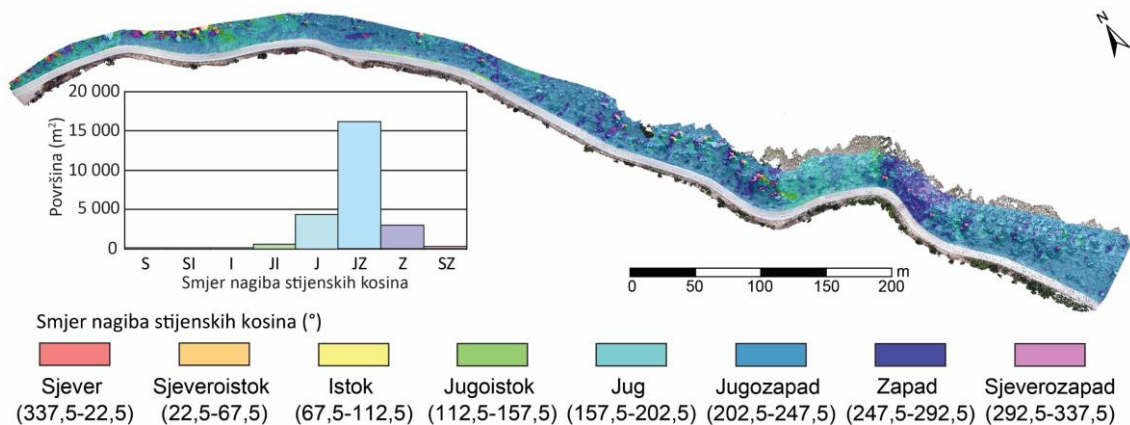 N
20 000
15 000
10 000
5 000
0
Površina (m²)
S SI I JI J JZ Z SZ
Smjer nagiba stijenskih kosina
m
0 50 100 150 200
Smjer nagiba stijenskih kosina (°)
Sjever Sjeveroistok Istok Jugoistok Jug Jugozapad Zapad Sjeverozapad
(337,5-22,5) (22,5-67,5) (67,5-112,5) (112,5-157,5) (157,5-202,5) (202,5-247,5) (247,5-292,5) (292,5-337,5)